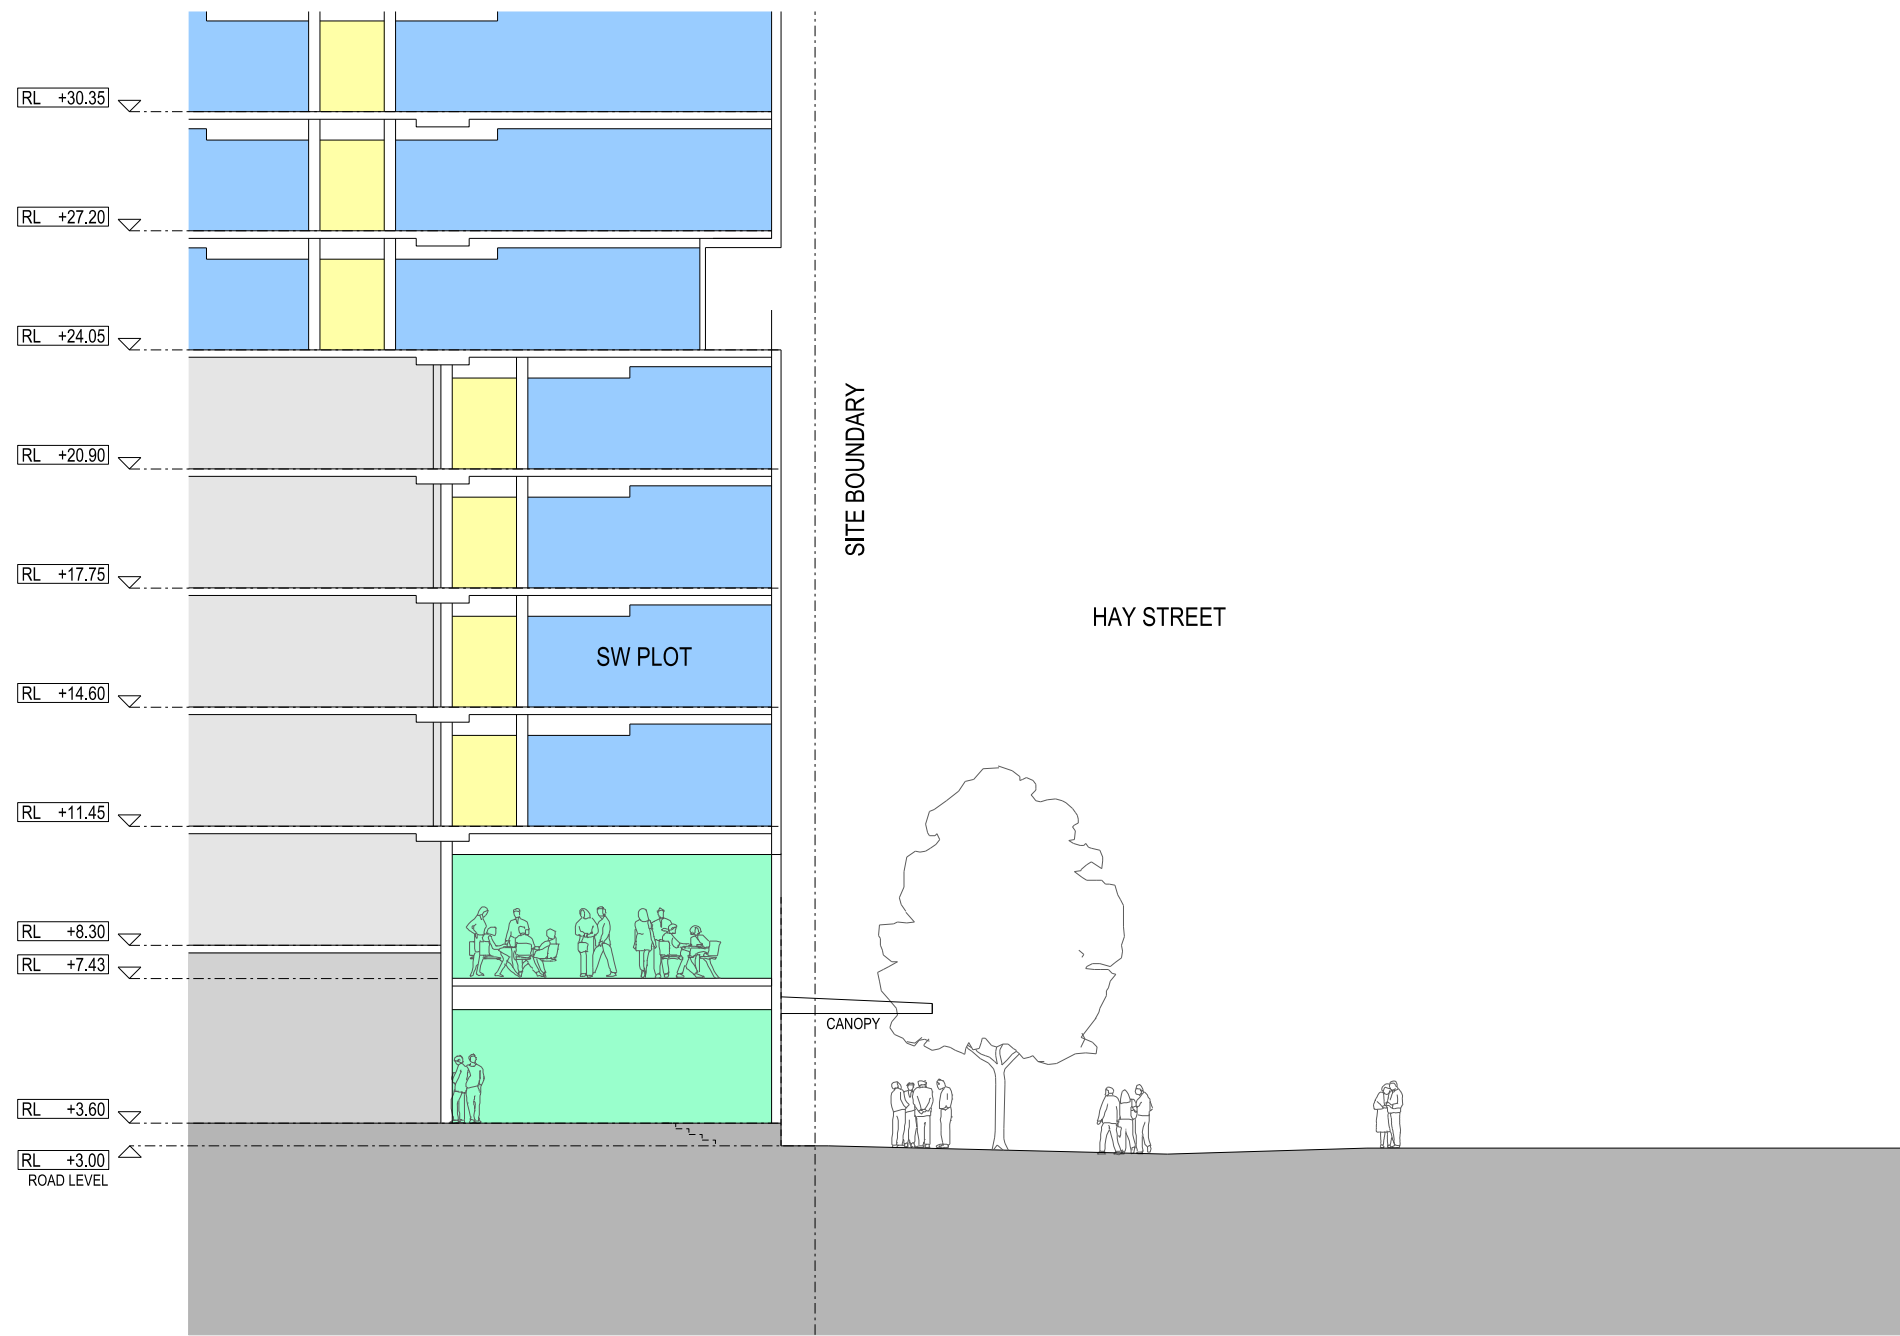 RL +30.35
RL +27.20
RL +24.05
RL +20.90
RL +17.75
RL +14.60
RL +11.45
RL +8.30
RL +7.43
RL +3.60
RL +3.00
ROAD LEVEL
SW PLOT
SITE BOUNDARY
HAY STREET
CANOPY